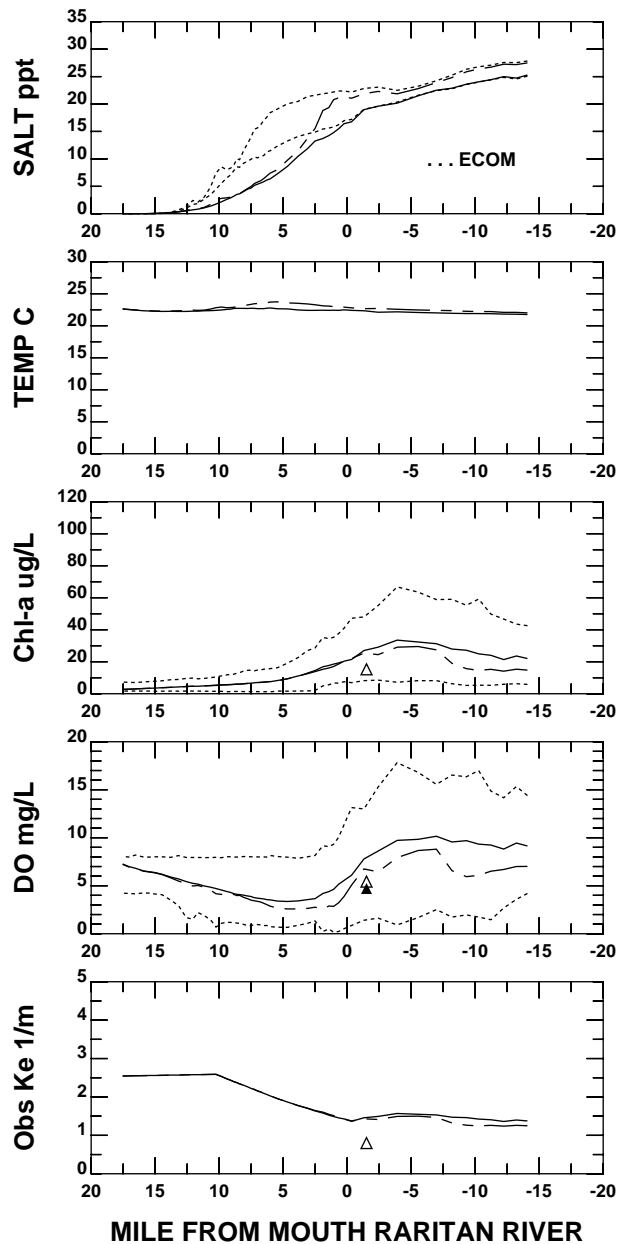 SALT ppt
35
30
25
20
15
10
5
0
. . . ECOM
20 15 10 5 0 -5 -10 -15 -20
TEMP C
30
25
20
15
10
5
0
20 15 10 5 0 -5 -10 -15 -20
Chl-a ug/L
120
100
80
60
40
20
0
20 15 10 5 0 -5 -10 -15 -20
DO mg/L
20
15
10
5
0
20 15 10 5 0 -5 -10 -15 -20
Obs Ke 1/m
5
4
3
2
1
0
20 15 10 5 0 -5 -10 -15 -20
MILE FROM MOUTH RARITAN RIVER